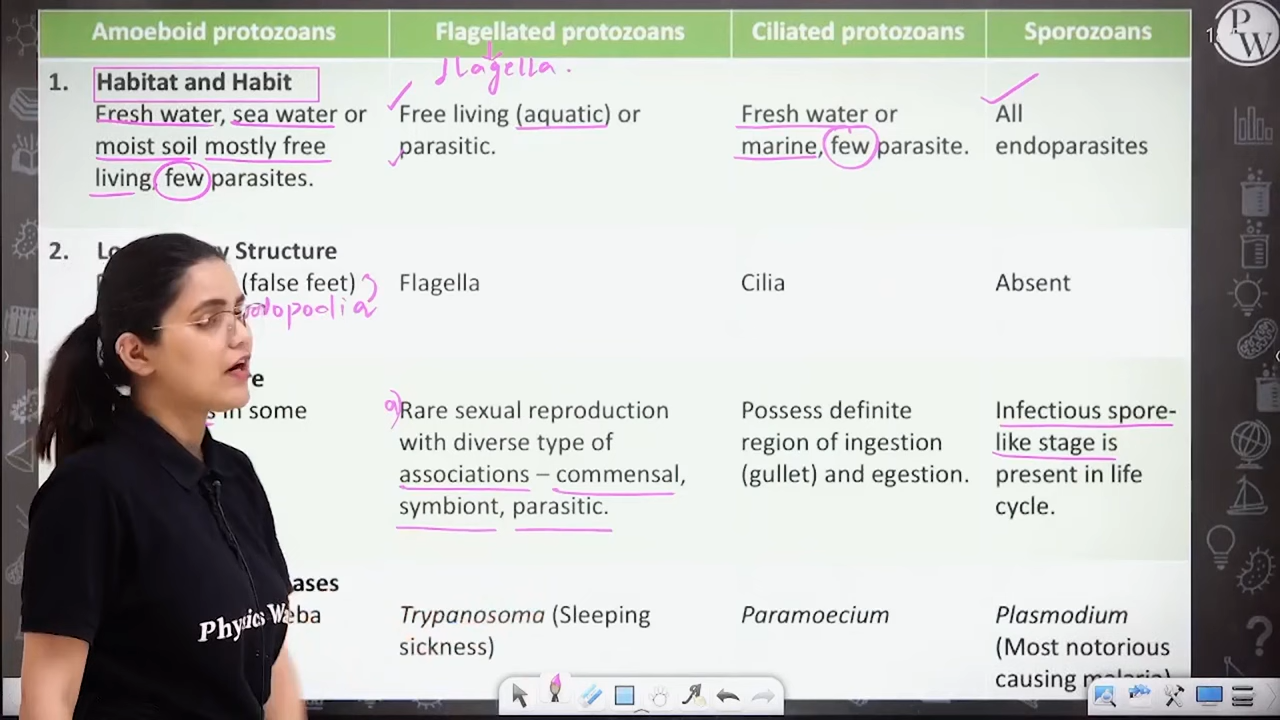 Amoeboid protozoans
Flagellated protozoans
Ciliated protozoans
Sporozoans
PW
flagella.
1. Habitat and Habit
Fresh water, sea water or
moist soil mostly free
living, few parasites.
Free living (aquatic) or
parasitic.
Fresh water or
marine, few parasite.
All
endoparasites
2. Structure
(false feet)
Flagella
Cilia
Absent
in some
a) Rare sexual reproduction
with diverse type of
associations – commensal,
symbiont, parasitic.
Possess definite
region of ingestion
(gullet) and egestion.
Infectious spore-
like stage is
present in life
cycle.
Trypanosoma (Sleeping
sickness)
Paramoecium
Plasmodium
(Most notorious
causing malaria)